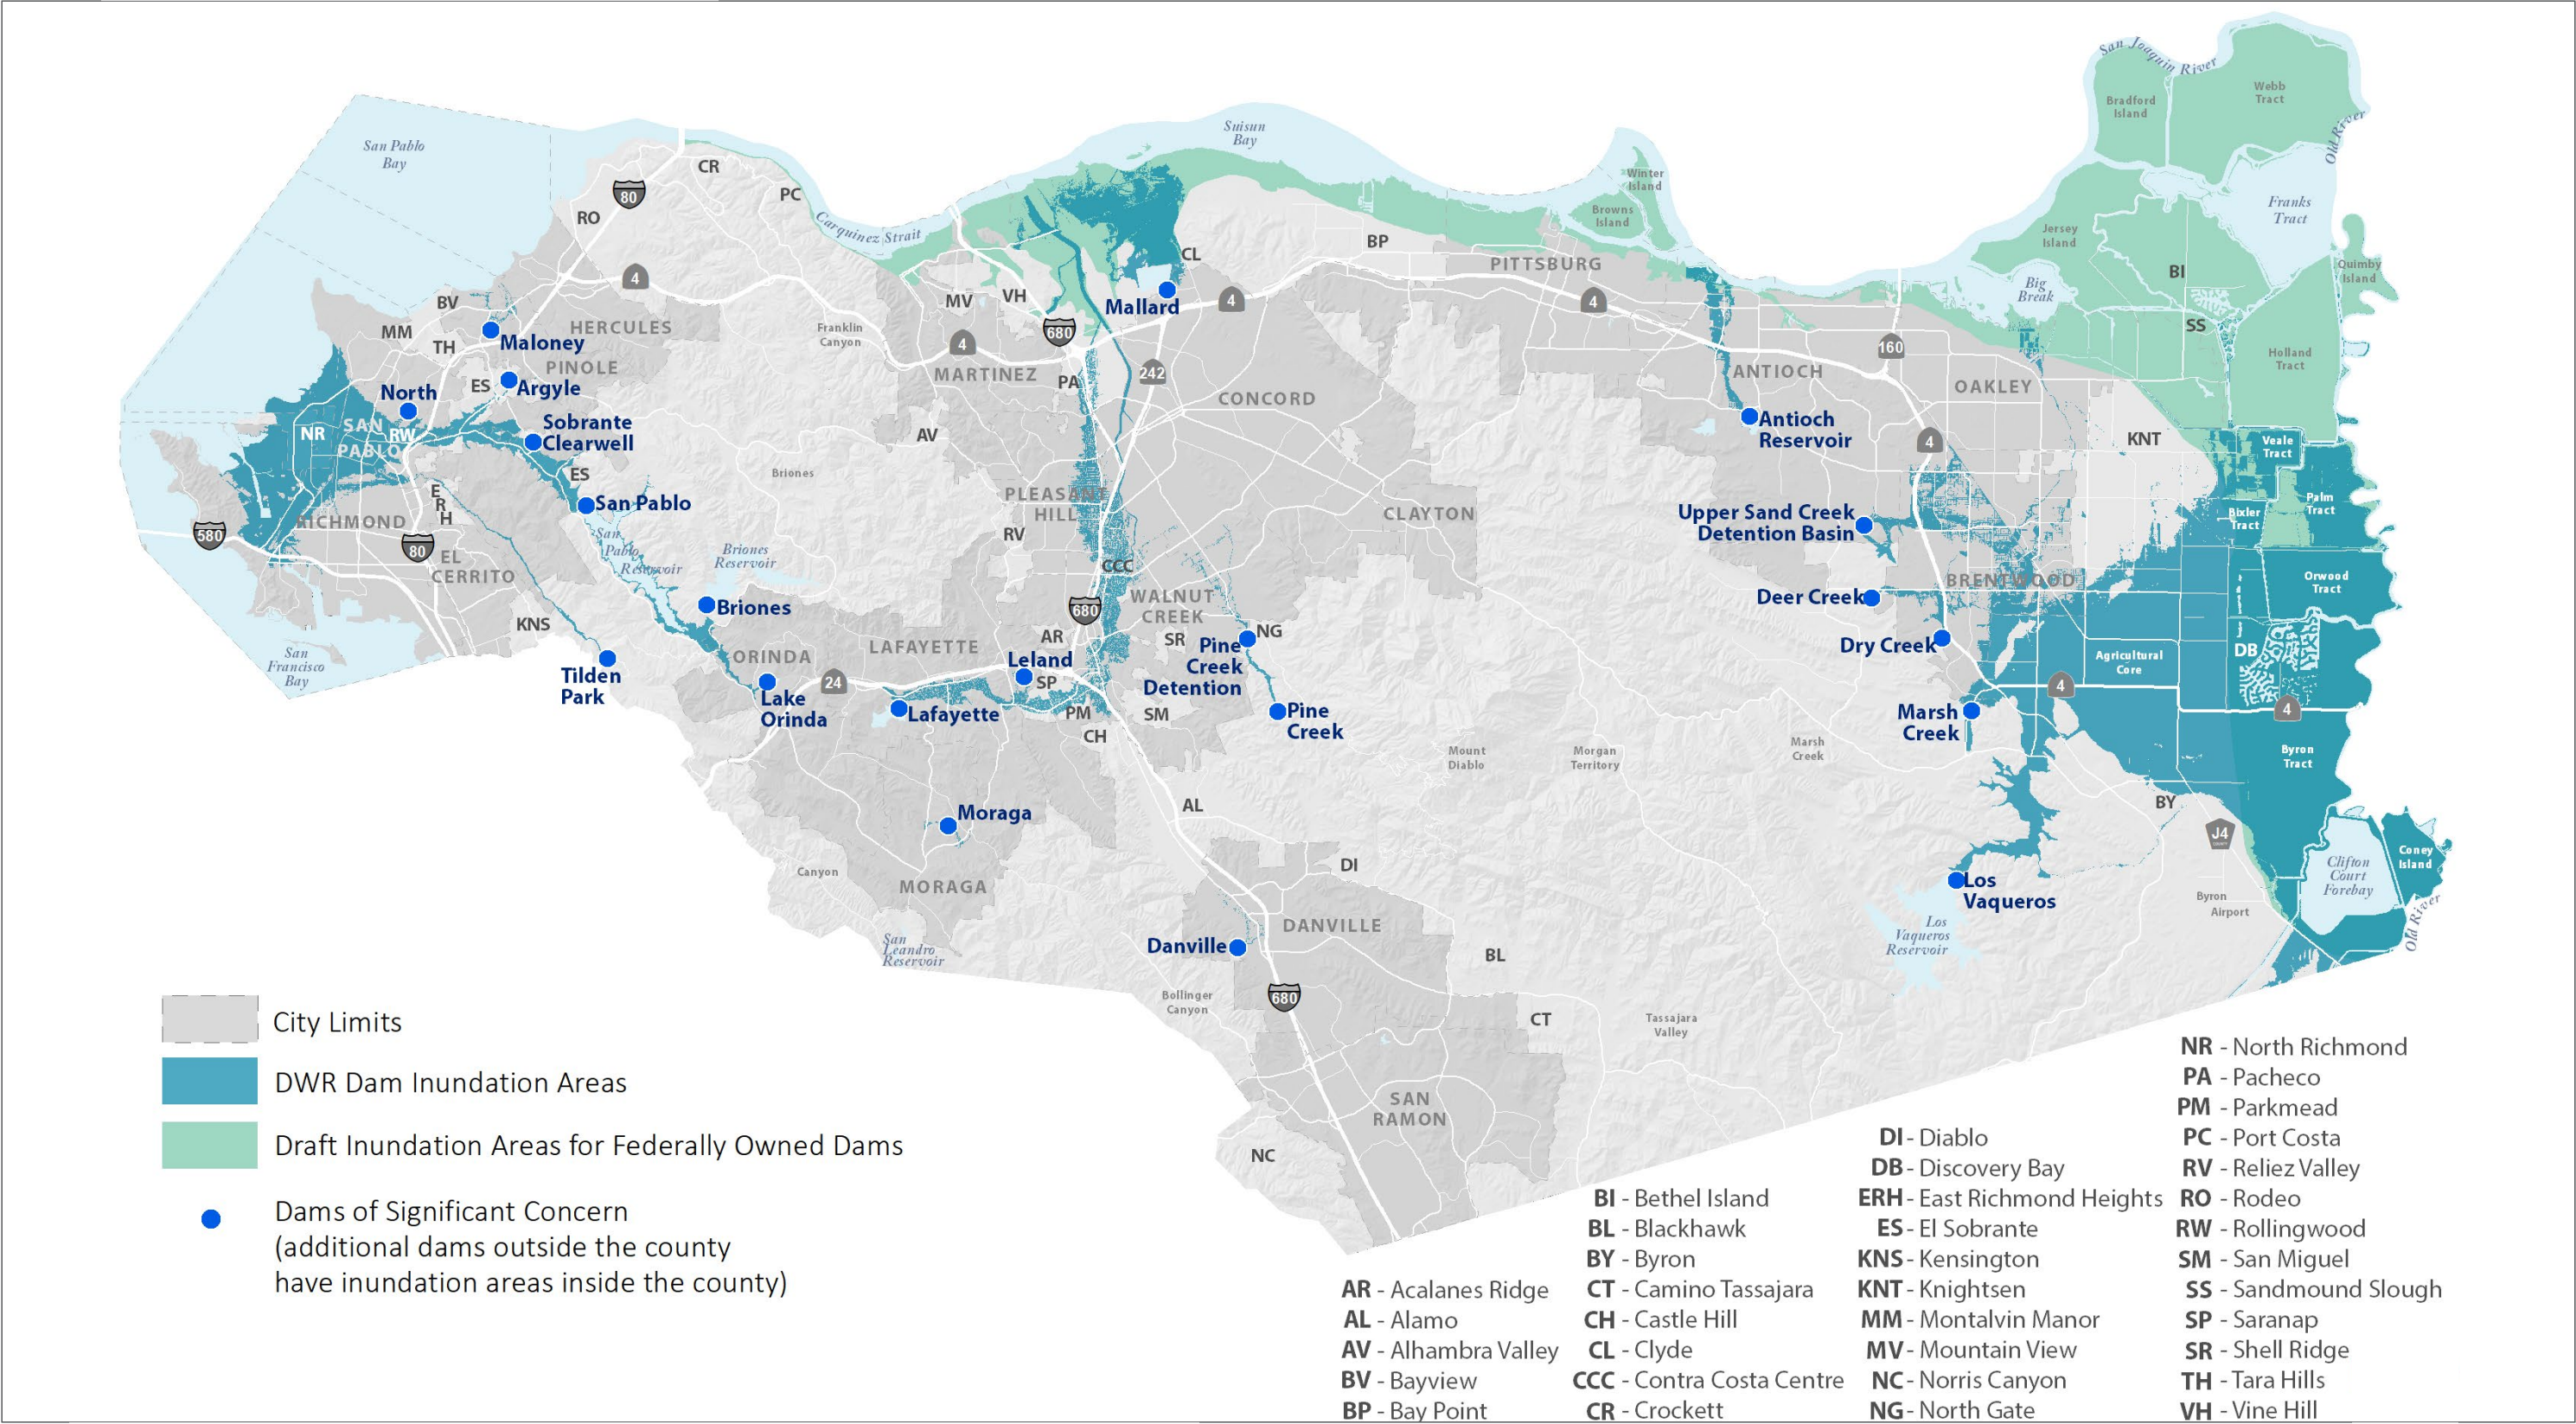 San Joaquin River
Webb
Tract
Bradford
Island
Old River
Suisun
Bay
San Pablo
Bay
CR
80
PC
RO
Winter
Island
Browns
Island
Franks
Tract
Carquinez Strait
Jersey
Island
BP
CL
PITTSBURG
BI
Quimby
Island
4
MV
VH
Mallard
4
4
Big
Break
BV
MM
TH
Maloney
HERCULES
PINOLE
Franklin
Canyon
4
680
SS
160
Holland
Tract
MARTINEZ
PA
242
ANTIOCH
OAKLEY
North
ES
Argyle
CONCORD
Sobrante
Clearwell
NR
SAN
PABLO
RW
AV
Antioch
Reservoir
4
KNT
Veale
Tract
ES
Briones
E
R
H
San Pablo
PLEASANT
HILL
RV
CLAYTON
Upper Sand Creek
Detention Basin
Palm
Tract
Bixler
Tract
RICHMOND
580
80
San
Pablo
Reservoir
Briones
Reservoir
EL
CERRITO
CCC
BRENTWOOD
Orwood
Tract
Briones
680
WALNUT
CREEK
Deer Creek
KNS
AR
SR
NG
Pine
Creek
Detention
Dry Creek
DB
Agricultural
Core
San
Francisco
Bay
Tilden
Park
ORINDA
LAFAYETTE
Leland
SP
24
Lake
Orinda
Lafayette
PM
SM
CH
Pine
Creek
4
4
Marsh
Creek
Mount
Diablo
Morgan
Territory
Marsh
Creek
Byron
Tract
Moraga
AL
BY
J4
Canyon
MORAGA
DI
Clifton
Court
Forebay
Coney
Island
Los
Vaqueros
Byron
Airport
San
Leandro
Reservoir
Danville
DANVILLE
BL
Los
Vaqueros
Reservoir
Old River
Bollinger
Canyon
680
CT
Tassajara
Valley
SAN
RAMON
NC
City Limits
DWR Dam Inundation Areas
Draft Inundation Areas for Federally Owned Dams
Dams of Significant Concern
(additional dams outside the county
have inundation areas inside the county)
AR - Acalanes Ridge
AL - Alamo
AV - Alhambra Valley
BV - Bayview
BP - Bay Point
BI - Bethel Island
BL - Blackhawk
BY - Byron
CT - Camino Tassajara
CH - Castle Hill
CL - Clyde
CCC - Contra Costa Centre
CR - Crockett
DI - Diablo
DB - Discovery Bay
ERH - East Richmond Heights
ES - El Sobrante
KNS - Kensington
KNT - Knightsen
MM - Montalvin Manor
MV - Mountain View
NC - Norris Canyon
NG - North Gate
NR - North Richmond
PA - Pacheco
PM - Parkmead
PC - Port Costa
RV - Reliez Valley
RO - Rodeo
RW - Rollingwood
SM - San Miguel
SS - Sandmound Slough
SP - Saranap
SR - Shell Ridge
TH - Tara Hills
VH - Vine Hill